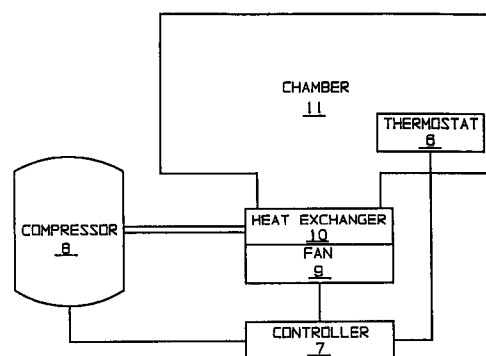 CHAMBER
11
THERMOSTAT
6
COMPRESSOR
8
HEAT EXCHANGER
10
FAN
9
CONTROLLER
7